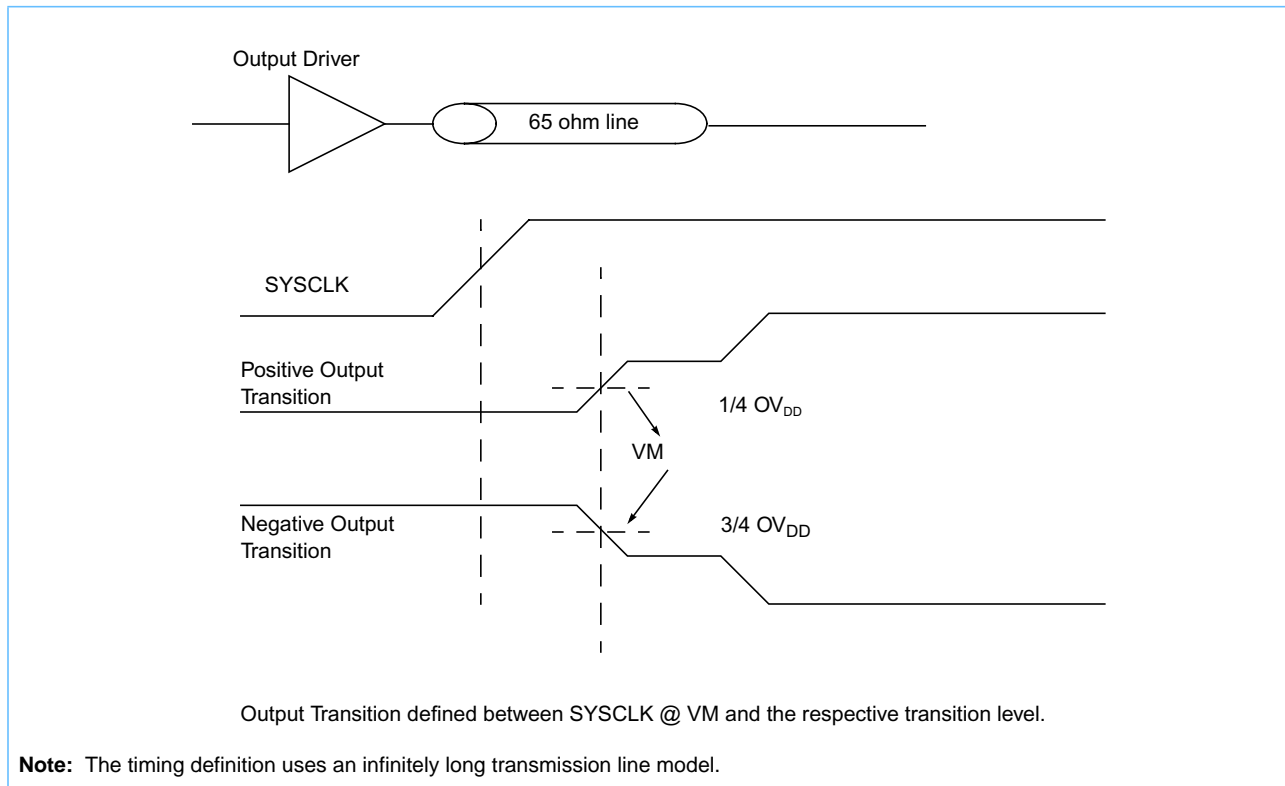 Output Driver
65 ohm line
SYSCLK
Positive Output
Transition
1/4 OVDD
VM
Negative Output
Transition
3/4 OVDD
Output Transition defined between SYSCLK @ VM and the respective transition level.
Note: The timing definition uses an infinitely long transmission line model.